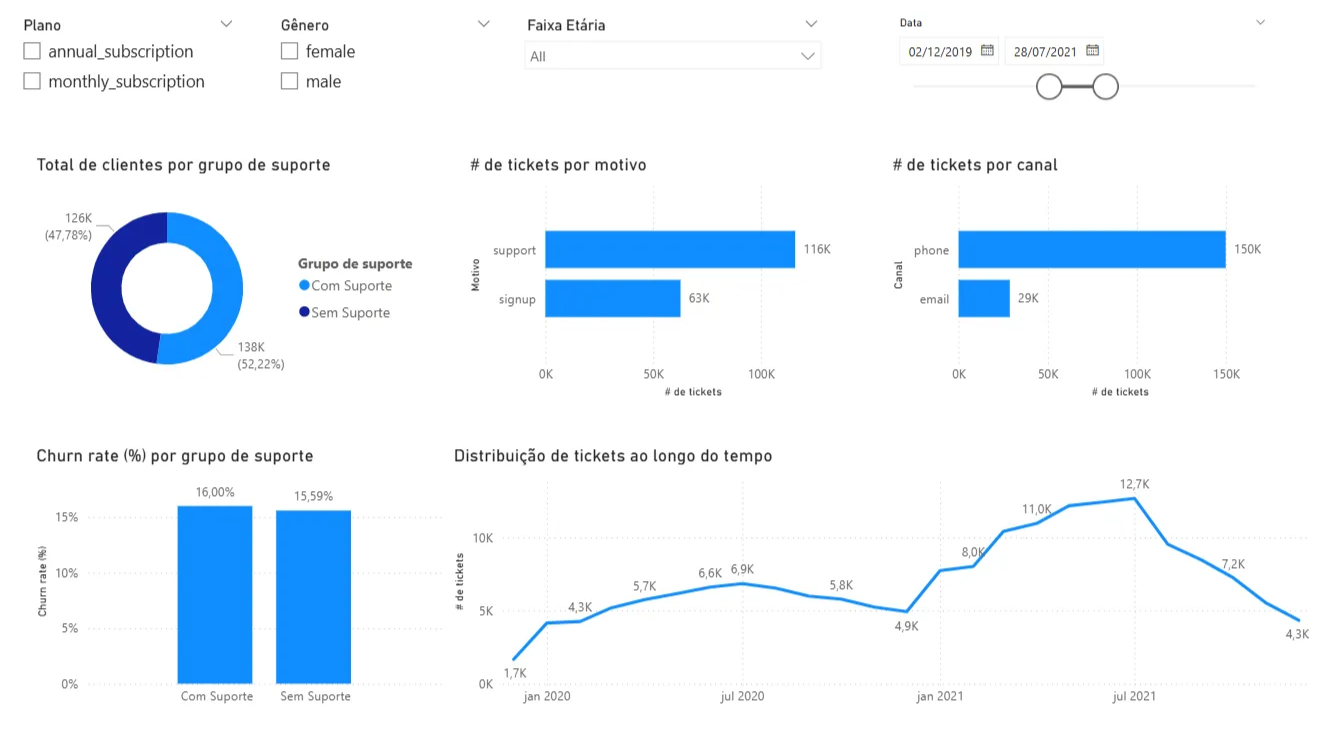 Plano
annual_subscription
monthly_subscription
Gênero
female
male
Faixa Etária
All
Data
02/12/2019
28/07/2021
Total de clientes por grupo de suporte
126K
(47,78%)
138K
(52,22%)
Grupo de suporte
Com Suporte
Sem Suporte
# de tickets por motivo
Motivo
support
116K
signup
63K
0K 50K 100K
# de tickets
# de tickets por canal
Canal
phone
150K
email
29K
0K 50K 100K 150K
# de tickets
Churn rate (%) por grupo de suporte
Churn rate (%)
16,00%
15,59%
15%
10%
5%
0%
Com Suporte Sem Suporte
Distribuição de tickets ao longo do tempo
# de tickets
10K
5K
0K
1,7K
4,3K
5,7K
6,6K
6,9K
5,8K
4,9K
8,0K
11,0K
12,7K
7,2K
4,3K
jan 2020 jul 2020 jan 2021 jul 2021